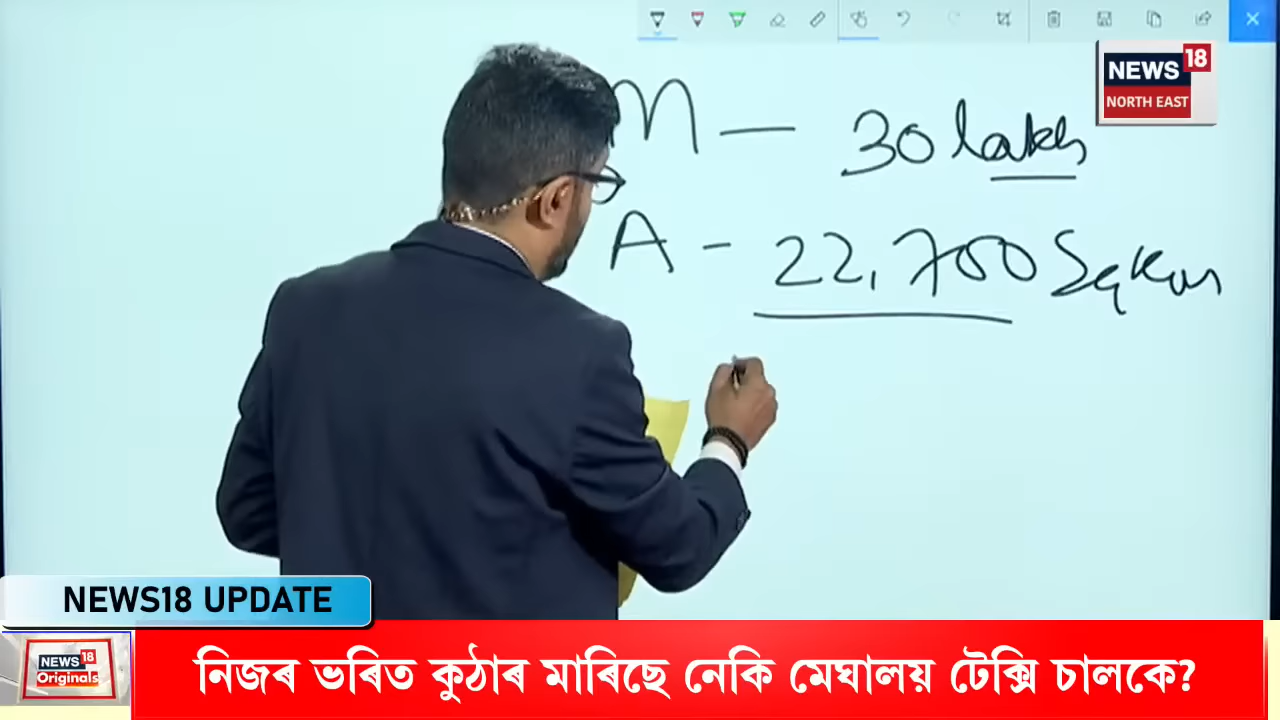 NEWS 18
NORTH EAST
M — 30 lakh
A - 22,700 Sq Km
NEWS18 UPDATE
NEWS 18
Originals
নিজৰ ভৰিত কুঠাৰ মাৰিছে নেকি মেঘালয় টেক্সি চালকে?